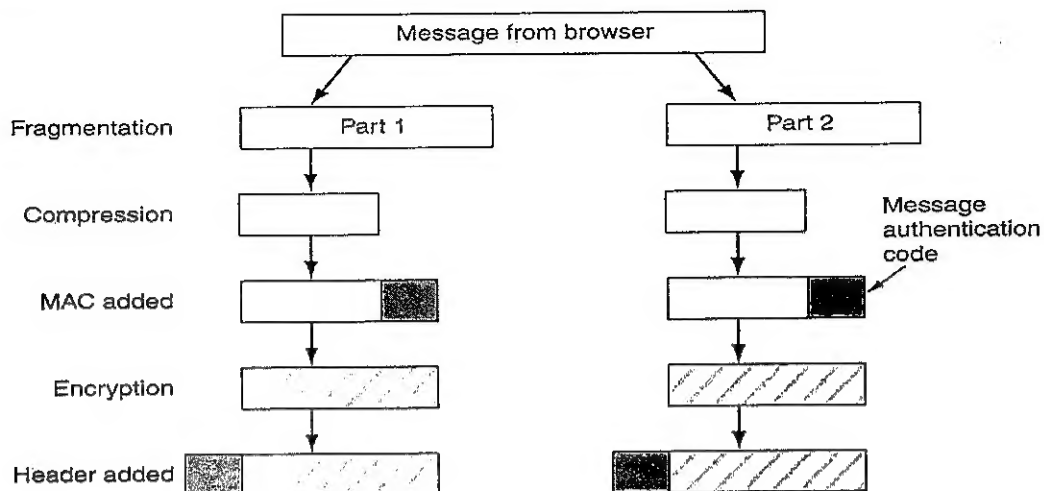 Message from browser
Fragmentation
Part 1
Part 2
Compression
Message
authentication
code
MAC added
Encryption
Header added